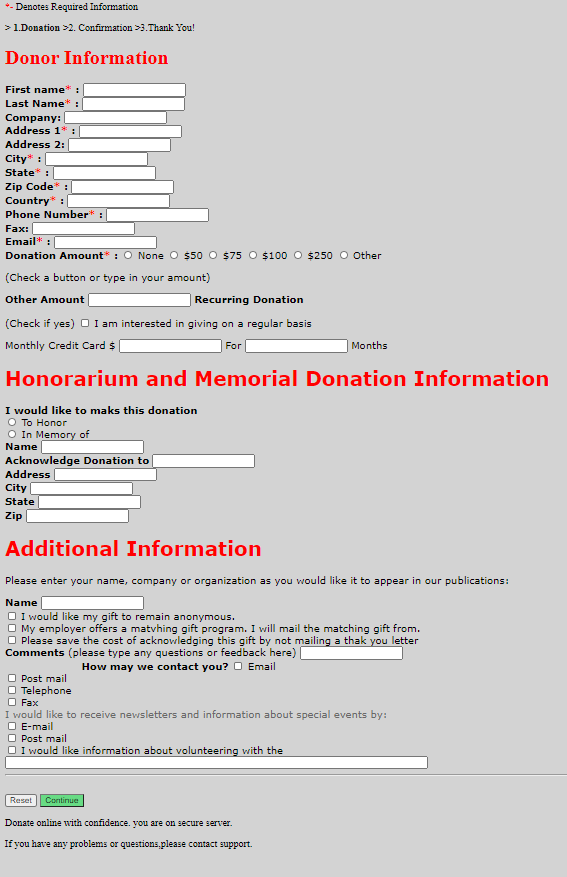 *- Denotes Required Information
> 1.Donation >2. Confirmation >3.Thank You!
Donor Information
First name* :
Last Name* :
Company:
Address 1* :
Address 2:
City* :
State* :
Zip Code* :
Country* :
Phone Number* :
Fax:
Email* :
Donation Amount* : None $50 $75 $100 $250 Other
(Check a button or type in your amount)
Other Amount Recurring Donation
(Check if yes) I am interested in giving on a regular basis
Monthly Credit Card $ For Months
Honorarium and Memorial Donation Information
I would like to maks this donation
To Honor
In Memory of
Name
Acknowledge Donation to
Address
City
State
Zip
Additional Information
Please enter your name, company or organization as you would like it to appear in our publications:
Name
I would like my gift to remain anonymous.
My employer offers a matvhing gift program. I will mail the matching gift from.
Please save the cost of acknowledging this gift by not mailing a thak you letter
Comments (please type any questions or feedback here)
How may we contact you? Email
Post mail
Telephone
Fax
I would like to receive newsletters and information about special events by:
E-mail
Post mail
I would like information about volunteering with the
Reset Continue
Donate online with confidence. you are on secure server.
If you have any problems or questions,please contact support.